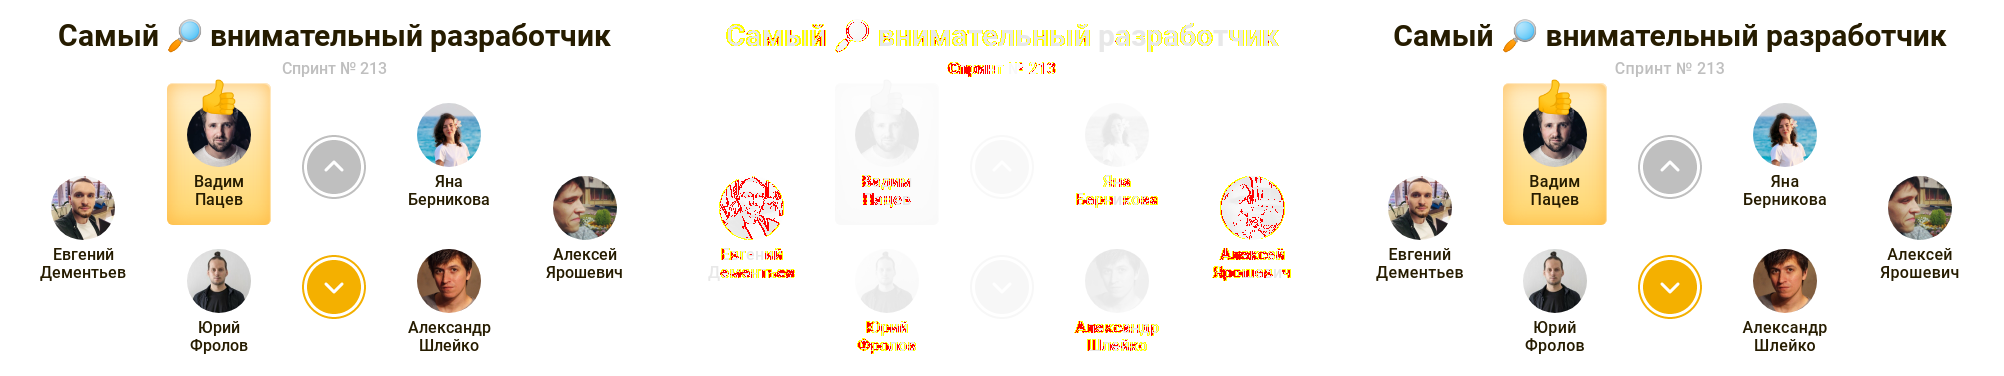 Самый 🔎 внимательный разработчик
Спринт № 213
Вадим
Пацев
Яна
Берникова
Евгений
Дементьев
Алексей
Ярошевич
Юрий
Фролов
Александр
Шлейко
Самый 🔎 внимательный разработчик
Спринт № 213
Вадим
Пацев
Яна
Берникова
Евгений
Дементьев
Алексей
Ярошевич
Юрий
Фролов
Александр
Шлейко
Самый 🔎 внимательный разработчик
Спринт № 213
Вадим
Пацев
Яна
Берникова
Евгений
Дементьев
Алексей
Ярошевич
Юрий
Фролов
Александр
Шлейко